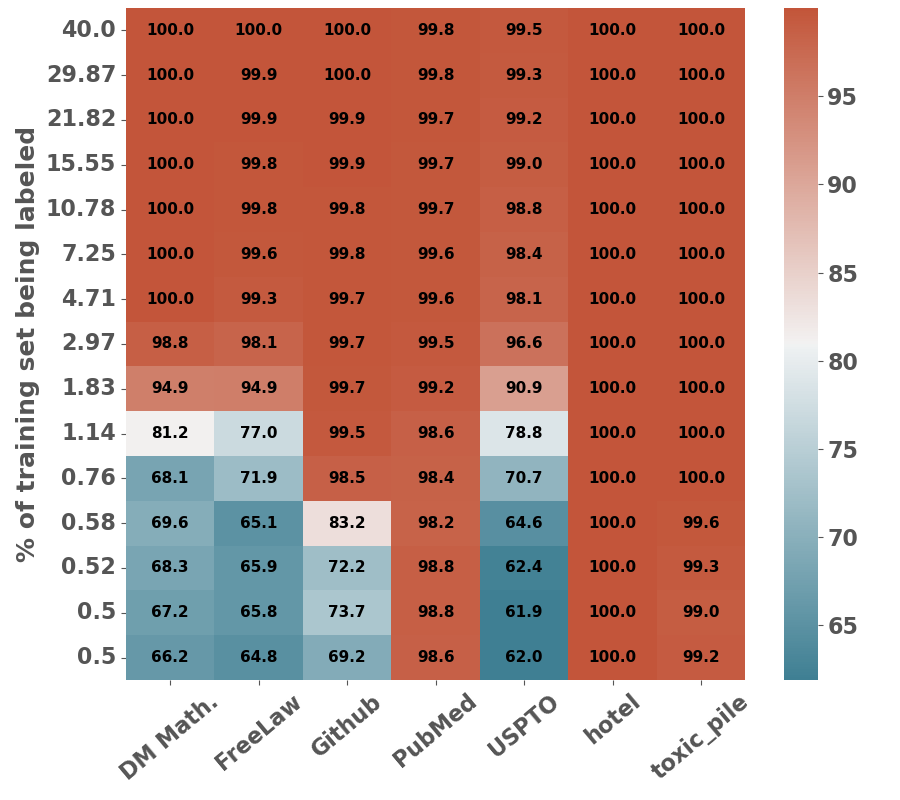 % of training set being labeled
40.0 100.0 100.0 100.0 99.8 99.5 100.0 100.0
29.87 100.0 99.9 100.0 99.8 99.3 100.0 100.0
21.82 100.0 99.9 99.9 99.7 99.2 100.0 100.0
15.55 100.0 99.8 99.9 99.7 99.0 100.0 100.0
10.78 100.0 99.8 99.8 99.7 98.8 100.0 100.0
7.25 100.0 99.6 99.8 99.6 98.4 100.0 100.0
4.71 100.0 99.3 99.7 99.6 98.1 100.0 100.0
2.97 98.8 98.1 99.7 99.5 96.6 100.0 100.0
1.83 94.9 94.9 99.7 99.2 90.9 100.0 100.0
1.14 81.2 77.0 99.5 98.6 78.8 100.0 100.0
0.76 68.1 71.9 98.5 98.4 70.7 100.0 100.0
0.58 69.6 65.1 83.2 98.2 64.6 100.0 99.6
0.52 68.3 65.9 72.2 98.8 62.4 100.0 99.3
0.5 67.2 65.8 73.7 98.8 61.9 100.0 99.0
0.5 66.2 64.8 69.2 98.6 62.0 100.0 99.2
DM Math. FreeLaw Github PubMed USPTO hotel toxic_pile
95
90
85
80
75
70
65